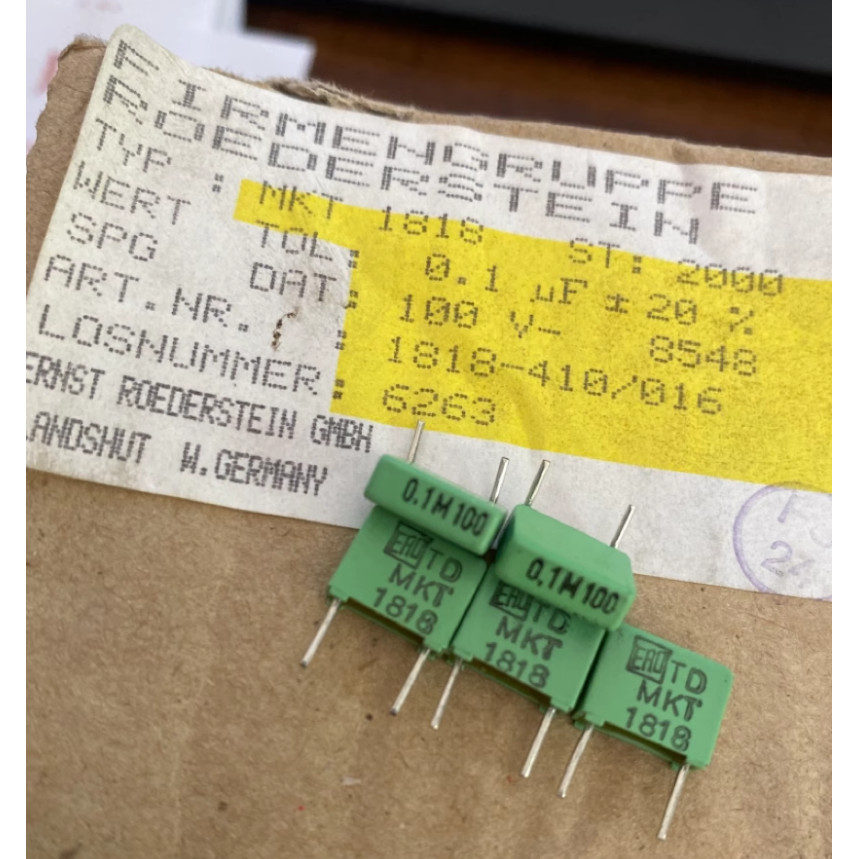 FIRMENGRUPPE
ROEDERSTEIN
TYP : MKT 1818 ST: 2000
WERT TOL : 0.1 µF ± 20 %
SPG DAT : 100 V- 8548
ART.NR. : 1818-410/016
LOSNUMMER : 6263
ERNST ROEDERSTEIN GMBH
LANDSHUT W.GERMANY
0.1M100
0.1M100
ERO TD
MKT
1818
ERO TD
MKT
1818
ERO TD
MKT
1818